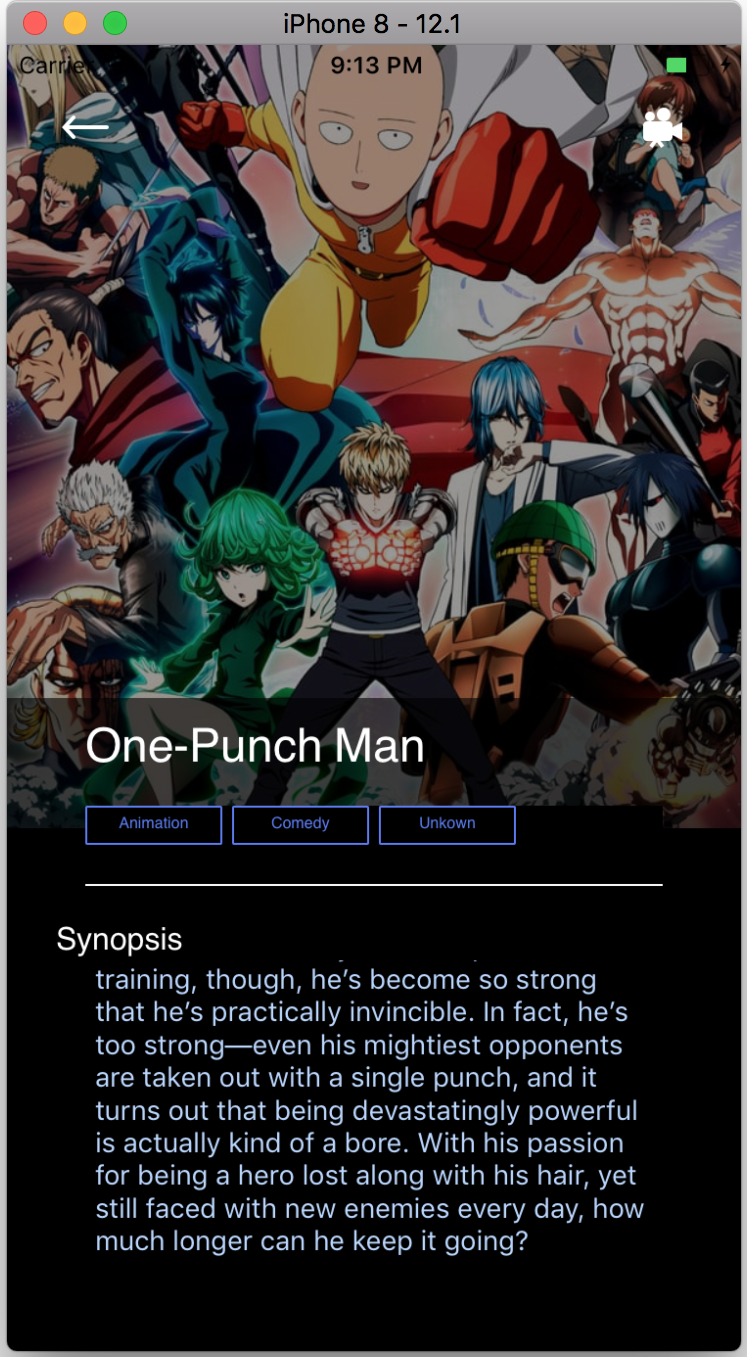 iPhone 8 - 12.1
Carrier 9:13 PM
One-Punch Man
Animation Comedy Unkown
Synopsis
training, though, he’s become so strong
that he’s practically invincible. In fact, he’s
too strong—even his mightiest opponents
are taken out with a single punch, and it
turns out that being devastatingly powerful
is actually kind of a bore. With his passion
for being a hero lost along with his hair, yet
still faced with new enemies every day, how
much longer can he keep it going?